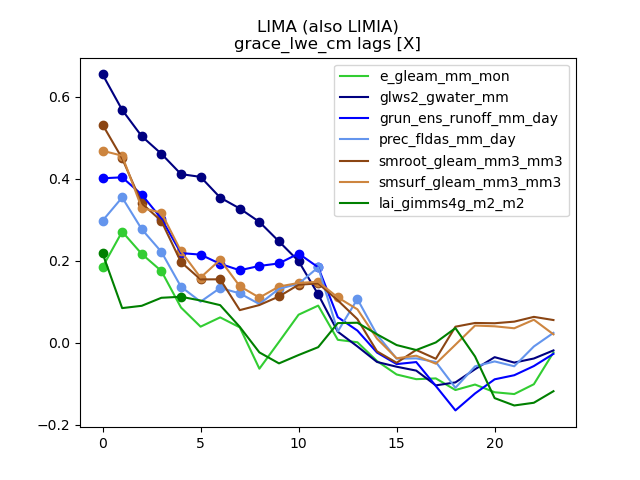 LIMA (also LIMIA)
grace_lwe_cm lags [X]
e_gleam_mm_mon
glws2_gwater_mm
grun_ens_runoff_mm_day
prec_fldas_mm_day
smroot_gleam_mm3_mm3
smsurf_gleam_mm3_mm3
lai_gimms4g_m2_m2
0.6
0.4
0.2
0.0
−0.2
0 5 10 15 20